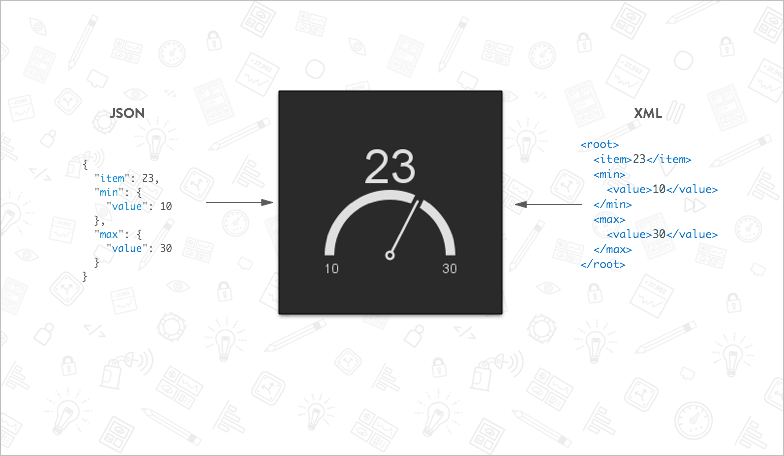 JSON
{
  "item": 23,
  "min": {
    "value": 10
  },
  "max": {
    "value": 30
  }
}
23
10
30
XML
<root>
  <item>23</item>
  <min>
    <value>10</value>
  </min>
  <max>
    <value>30</value>
  </max>
</root>